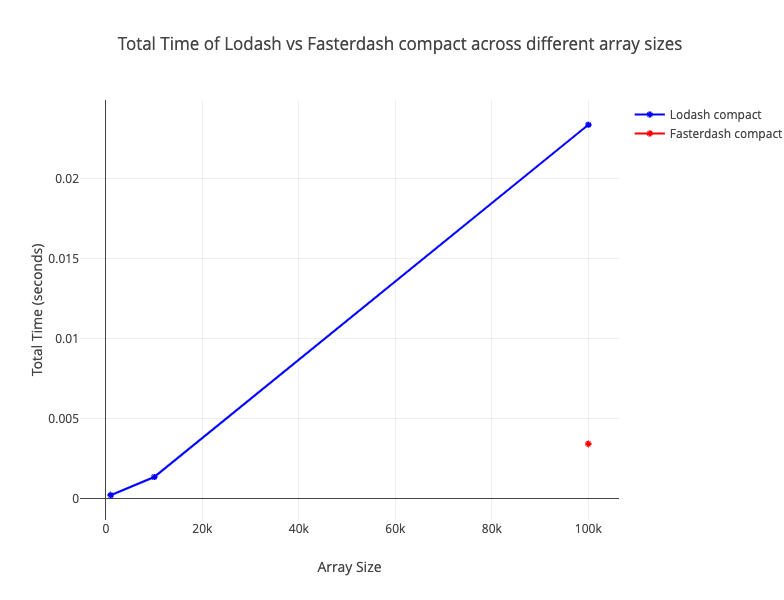 Total Time of Lodash vs Fasterdash compact across different array sizes
Lodash compact
Fasterdash compact
Total Time (seconds)
0.02
0.015
0.01
0.005
0
0
20k
40k
60k
80k
100k
Array Size